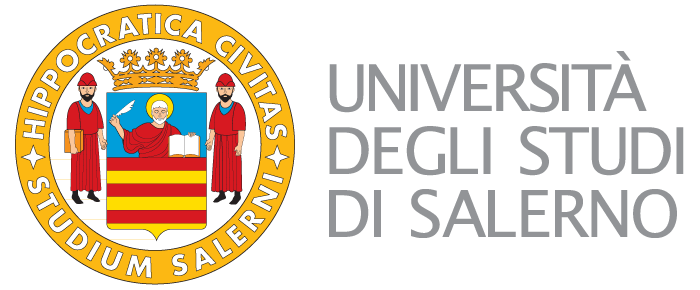 HIPPOCRATICA CIVITAS
STUDIUM SALERNI
UNIVERSITÀ
DEGLI STUDI
DI SALERNO